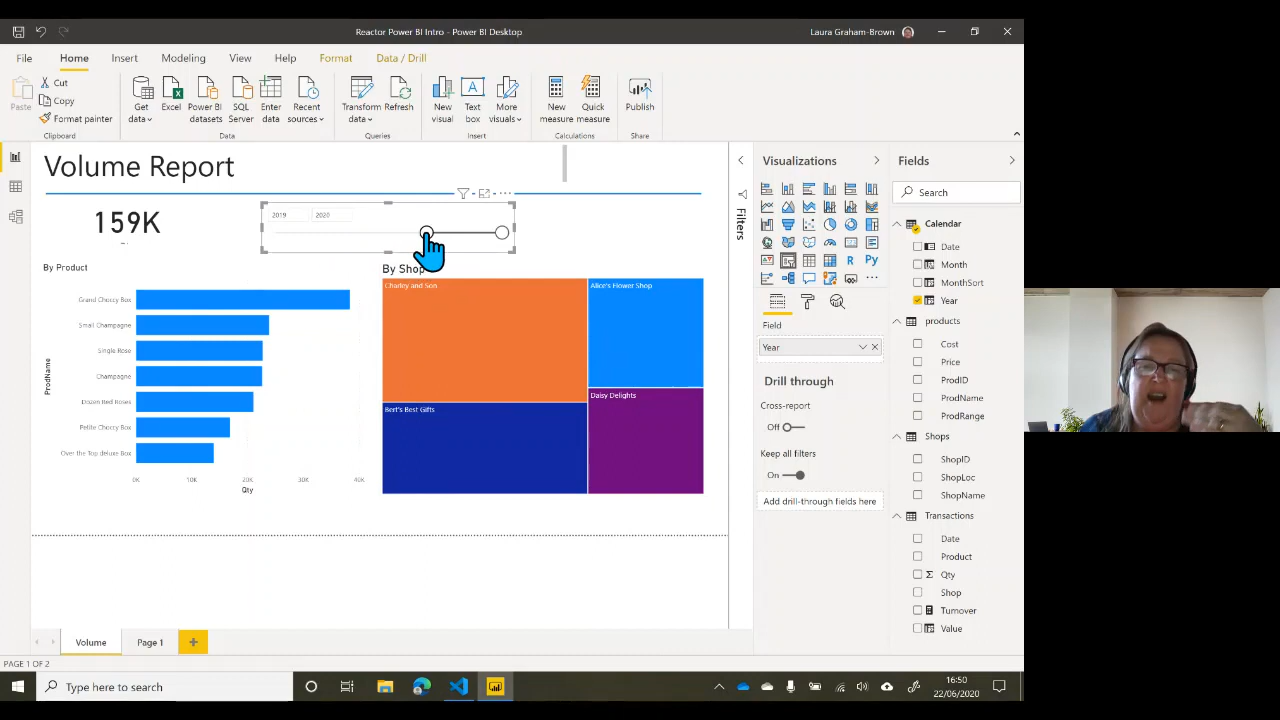 Reactor Power BI Intro - Power BI Desktop
Laura Graham-Brown
File Home Insert Modeling View Help Format Data / Drill
Paste
Cut
Copy
Format painter
Clipboard
Get data
Excel
Power BI datasets
SQL Server
Enter data
Recent sources
Data
Transform data
Refresh
Queries
New visual
Text box
More visuals
Insert
New measure
Quick measure
Calculations
Publish
Share
Volume Report
159K
2019 2020
By Product
ProdName
Grand Choccy Box
Small Champagne
Single Rose
Champagne
Dozen Red Roses
Petite Choccy Box
Over the Top deluxe Box
0K 10K 20K 30K 40K
Qty
By Shop
Charley and Son
Alice's Flower Shop
Bert's Best Gifts
Daisy Delights
Filters
Visualizations
R Py
Field
Year
Drill through
Cross-report
Off
Keep all filters
On
Add drill-through fields here
Fields
Search
Calendar
Date
Month
MonthSort
Year
products
Cost
Price
ProdID
ProdName
ProdRange
Shops
ShopID
ShopLoc
ShopName
Transactions
Date
Product
Σ Qty
Shop
Turnover
Value
Volume Page 1
PAGE 1 OF 2
Type here to search
16:50
22/06/2020